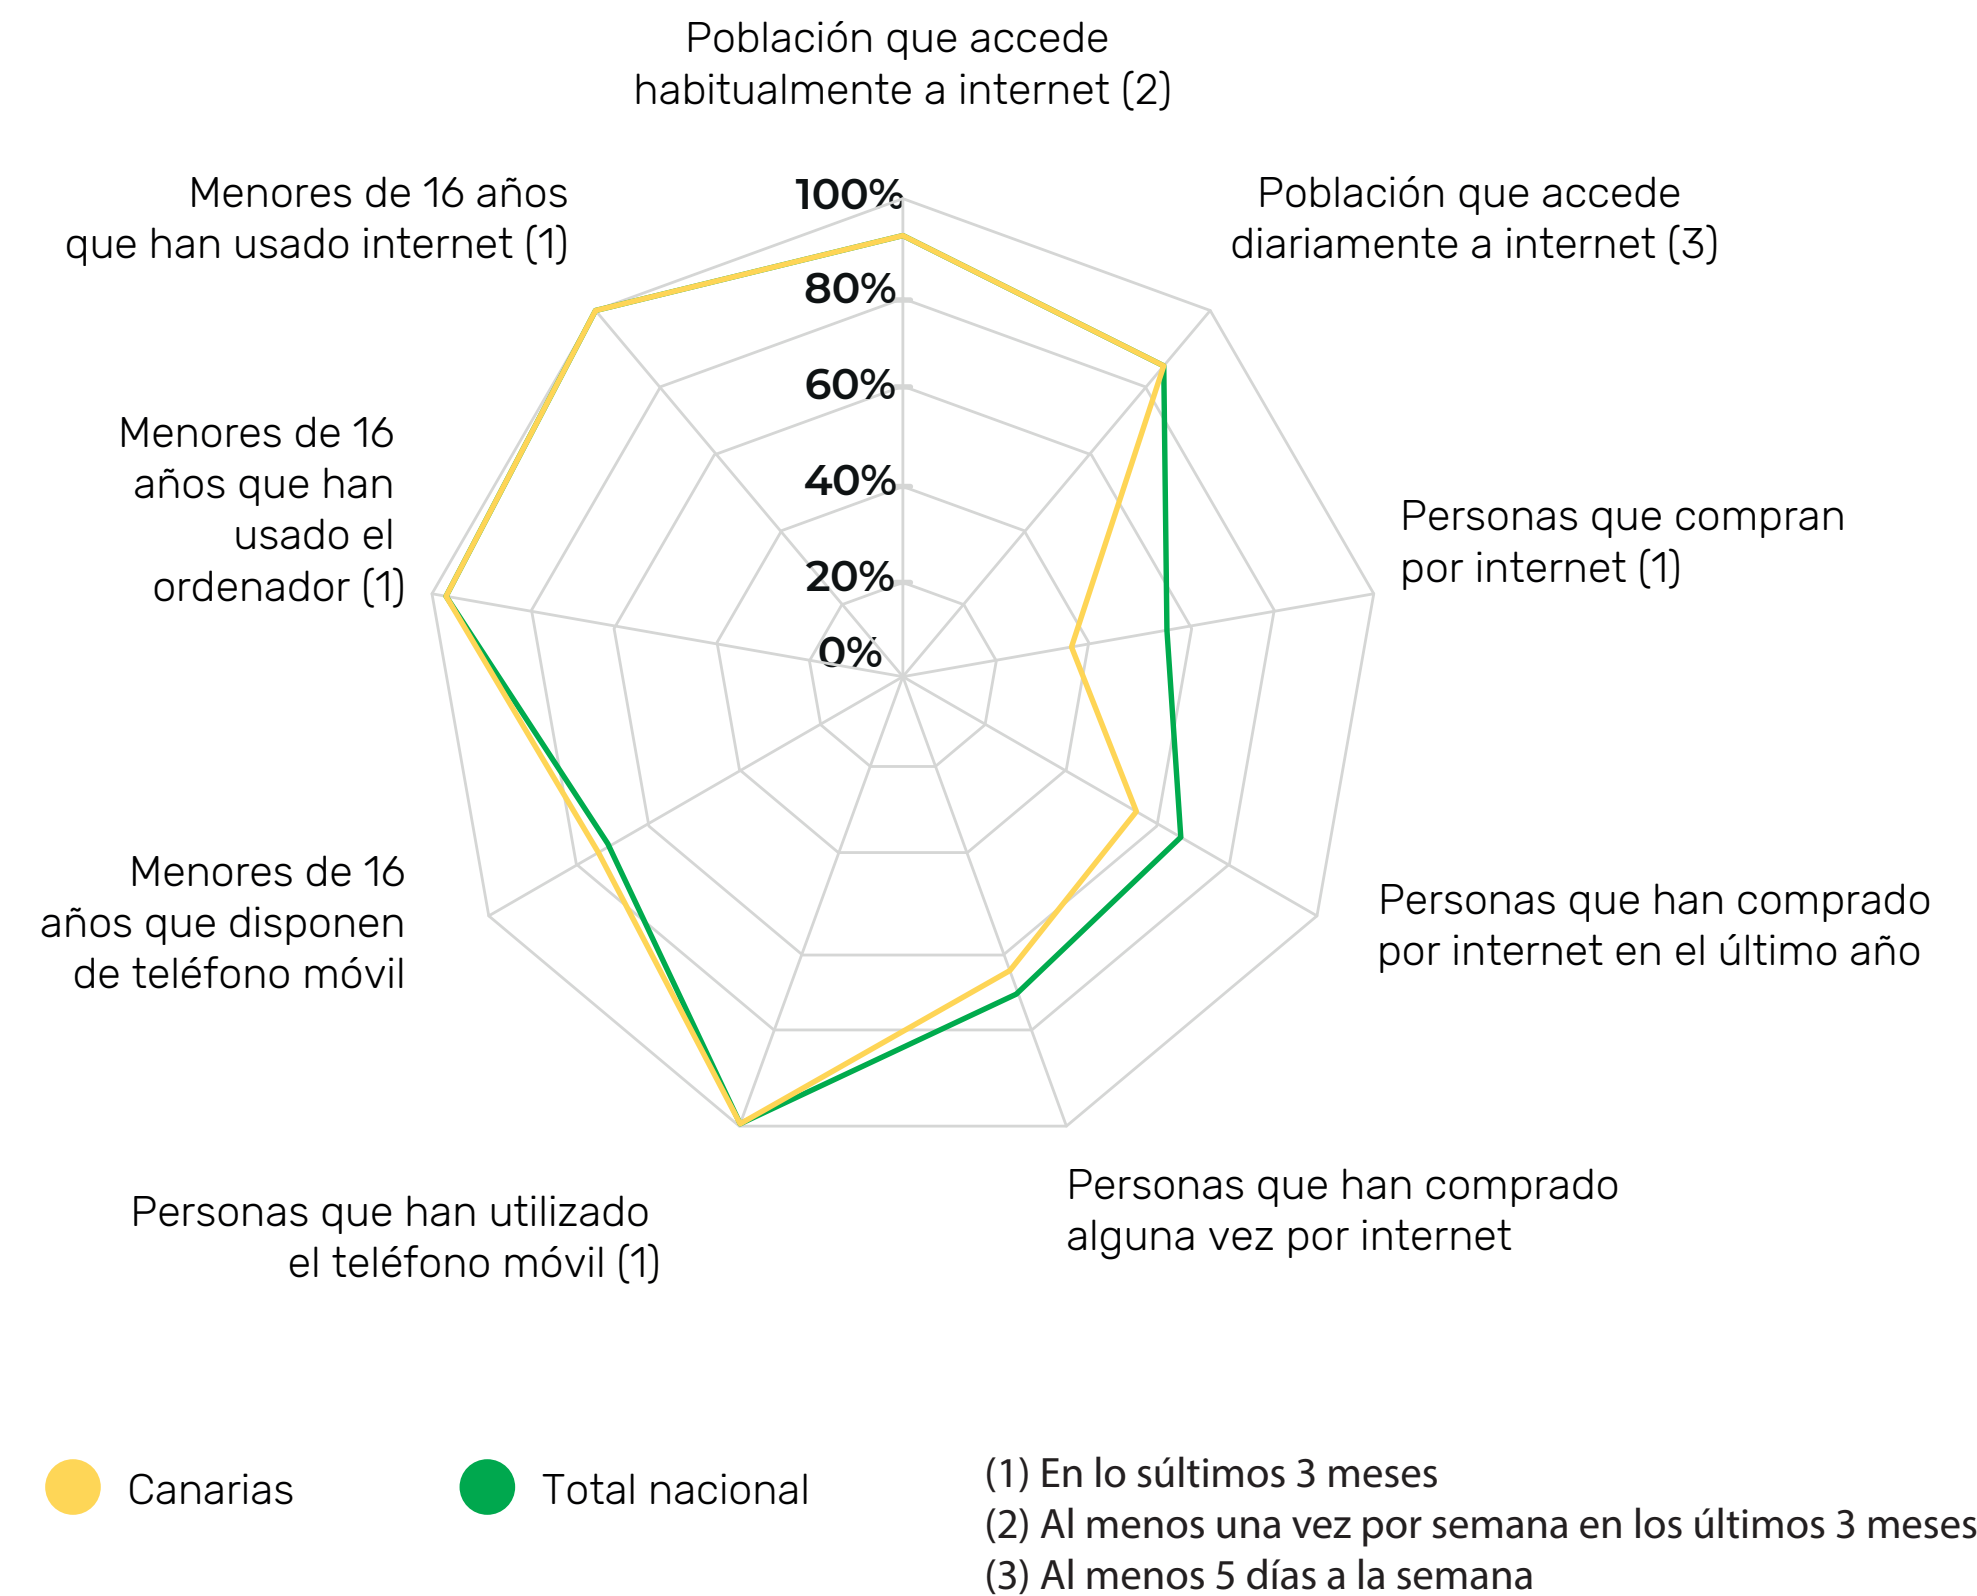 Población que accede
habitualmente a internet (2)
Menores de 16 años
que han usado internet (1)
Población que accede
diariamente a internet (3)
100%
80%
60%
40%
20%
0%
Menores de 16
años que han
usado el
ordenador (1)
Personas que compran
por internet (1)
Menores de 16
años que disponen
de teléfono móvil
Personas que han comprado
por internet en el último año
Personas que han utilizado
el teléfono móvil (1)
Personas que han comprado
alguna vez por internet
Canarias
Total nacional
(1) En lo súltimos 3 meses
(2) Al menos una vez por semana en los últimos 3 meses
(3) Al menos 5 días a la semana